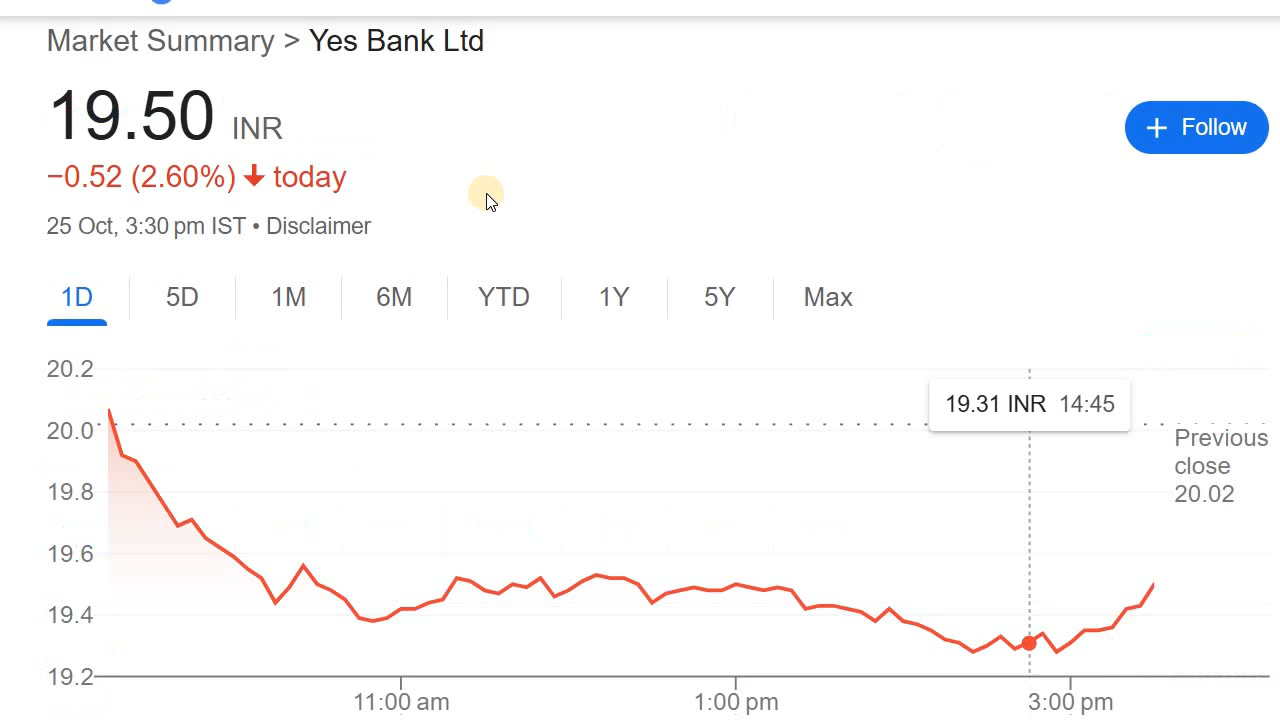 Market Summary > Yes Bank Ltd
19.50 INR
+ Follow
−0.52 (2.60%) ↓ today
25 Oct, 3:30 pm IST • Disclaimer
1D 5D 1M 6M YTD 1Y 5Y Max
20.2
19.31 INR 14:45
20.0
Previous
close
20.02
19.8
19.6
19.4
19.2
11:00 am 1:00 pm 3:00 pm